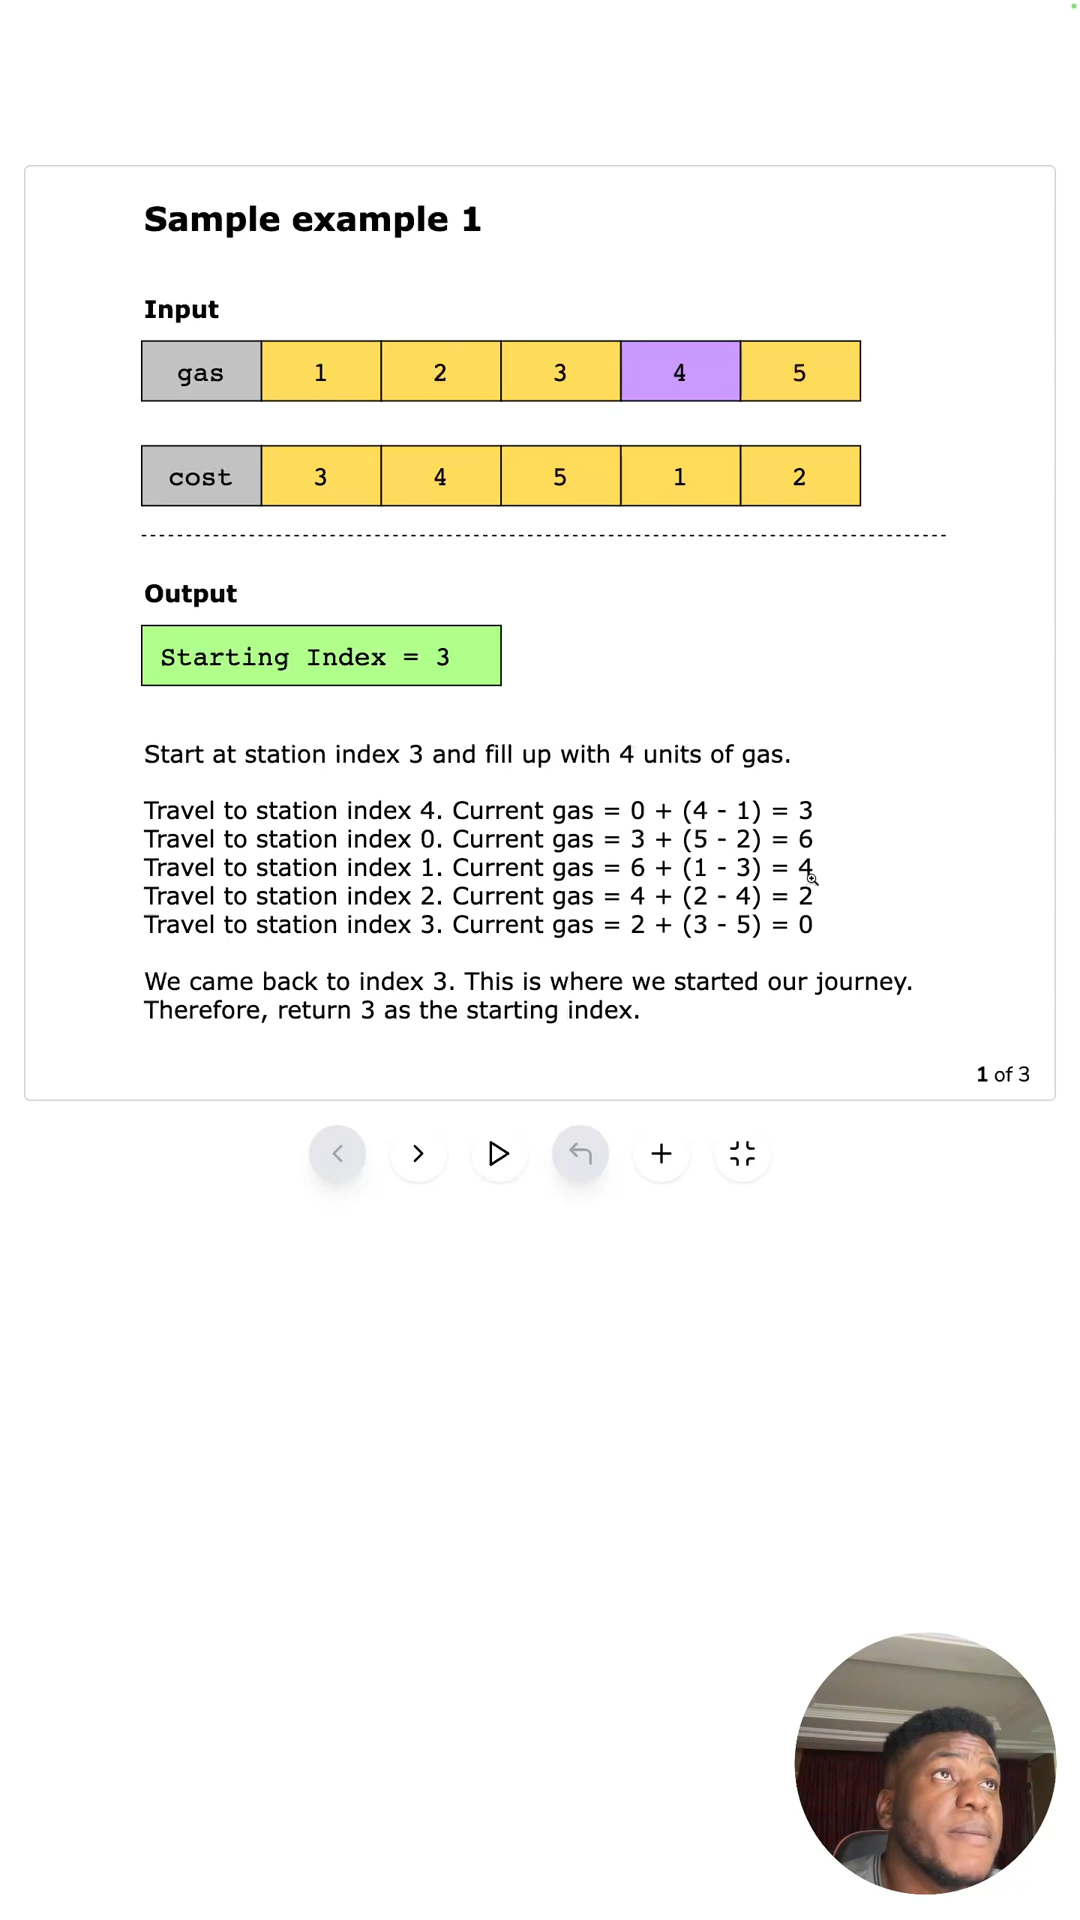 Sample example 1
Input
gas 1 2 3 4 5
cost 3 4 5 1 2
Output
Starting Index = 3
Start at station index 3 and fill up with 4 units of gas.
Travel to station index 4. Current gas = 0 + (4 - 1) = 3
Travel to station index 0. Current gas = 3 + (5 - 2) = 6
Travel to station index 1. Current gas = 6 + (1 - 3) = 4
Travel to station index 2. Current gas = 4 + (2 - 4) = 2
Travel to station index 3. Current gas = 2 + (3 - 5) = 0
We came back to index 3. This is where we started our journey.
Therefore, return 3 as the starting index.
1 of 3